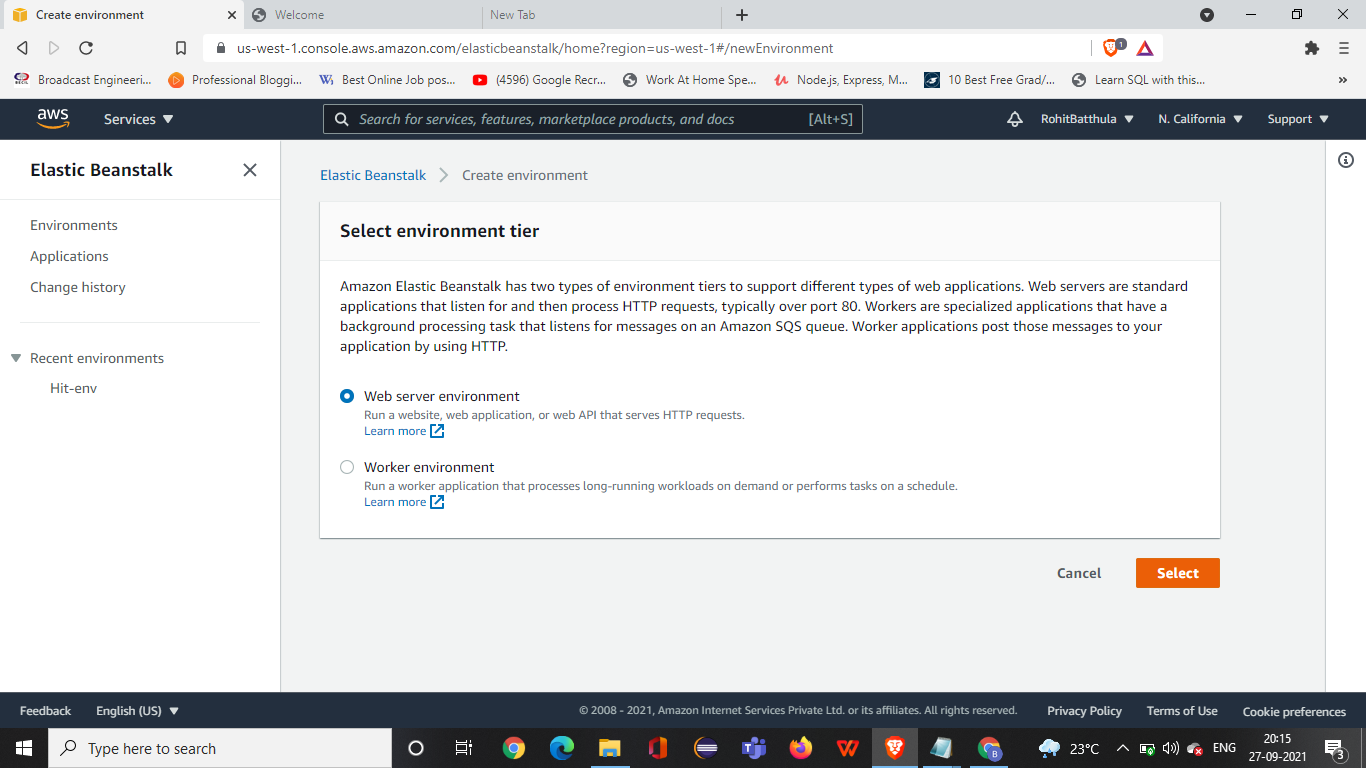 Create environment
Welcome
New Tab
us-west-1.console.aws.amazon.com/elasticbeanstalk/home?region=us-west-1#/newEnvironment
1
Broadcast Engineeri...
Professional Bloggi...
Best Online Job pos...
(4596) Google Recr...
Work At Home Spe...
Node.js, Express, M...
10 Best Free Grad/...
Learn SQL with this...
»
aws
Services
Search for services, features, marketplace products, and docs
[Alt+S]
RohitBatthula
N. California
Support
Elastic Beanstalk
Environments
Applications
Change history
Recent environments
Hit-env
Elastic Beanstalk
Create environment
Select environment tier
Amazon Elastic Beanstalk has two types of environment tiers to support different types of web applications. Web servers are standard
applications that listen for and then process HTTP requests, typically over port 80. Workers are specialized applications that have a
background processing task that listens for messages on an Amazon SQS queue. Worker applications post those messages to your
application by using HTTP.
Web server environment
Run a website, web application, or web API that serves HTTP requests.
Learn more
Worker environment
Run a worker application that processes long-running workloads on demand or performs tasks on a schedule.
Learn more
Cancel
Select
Feedback
English (US)
© 2008 - 2021, Amazon Internet Services Private Ltd. or its affiliates. All rights reserved.
Privacy Policy
Terms of Use
Cookie preferences
Type here to search
23°C
ENG
20:15
27-09-2021
3